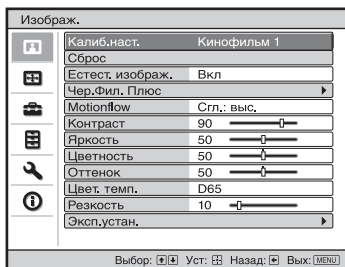 Изображ.
Калиб.наст. Кинофильм 1
Сброс
Естест. изображ. Вкл
Чер.Фил. Плюс
Motionflow Сгл.: выс.
Контраст 90
Яркость 50
Цветность 50
Оттенок 50
Цвет. темп. D65
Резкость 10
Эксп.устан.
Выбор: Уст: Назад: Вых: MENU